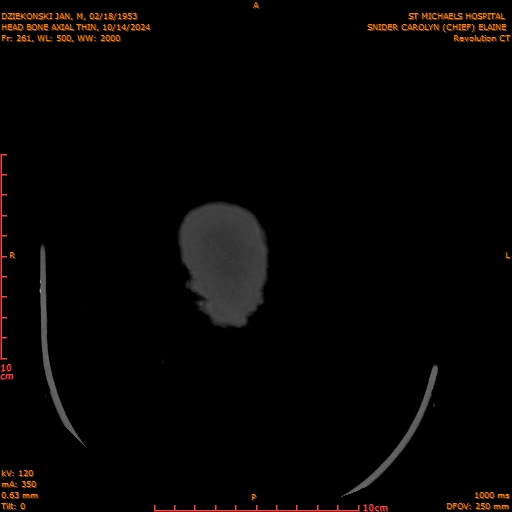 A
DZIEKONSKI JAN, M, 02/18/1953
HEAD BONE AXIAL THIN, 10/14/2024
Fr: 261, WL: 500, WW: 2000
ST MICHAELS HOSPITAL
SNIDER CAROLYN (CHIEF) ELAINE
Revolution CT
R
L
10
cm
kV: 120
mA: 350
0.63 mm
Tilt: 0
P
10cm
1000 ms
DFOV: 250 mm